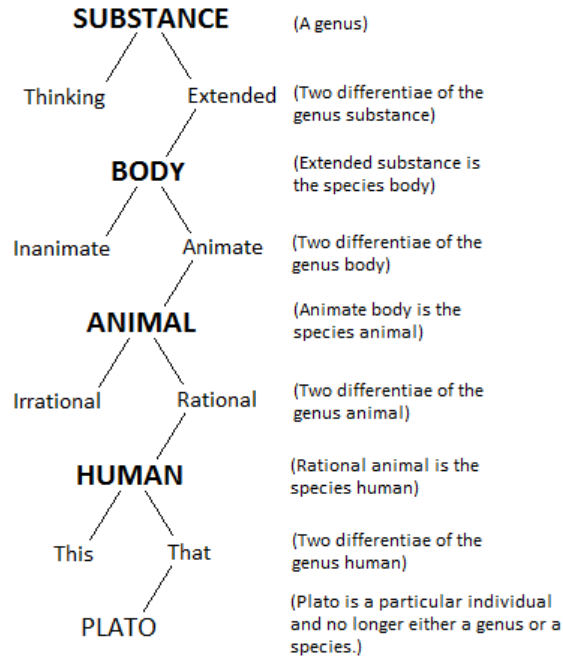 SUBSTANCE (A genus)
Thinking Extended (Two differentiae of the
genus substance)
BODY (Extended substance is
the species body)
Inanimate Animate (Two differentiae of the
genus body)
ANIMAL (Animate body is the
species animal)
Irrational Rational (Two differentiae of the
genus animal)
HUMAN (Rational animal is the
species human)
This That (Two differentiae of the
genus human)
PLATO (Plato is a particular individual
and no longer either a genus or a
species.)